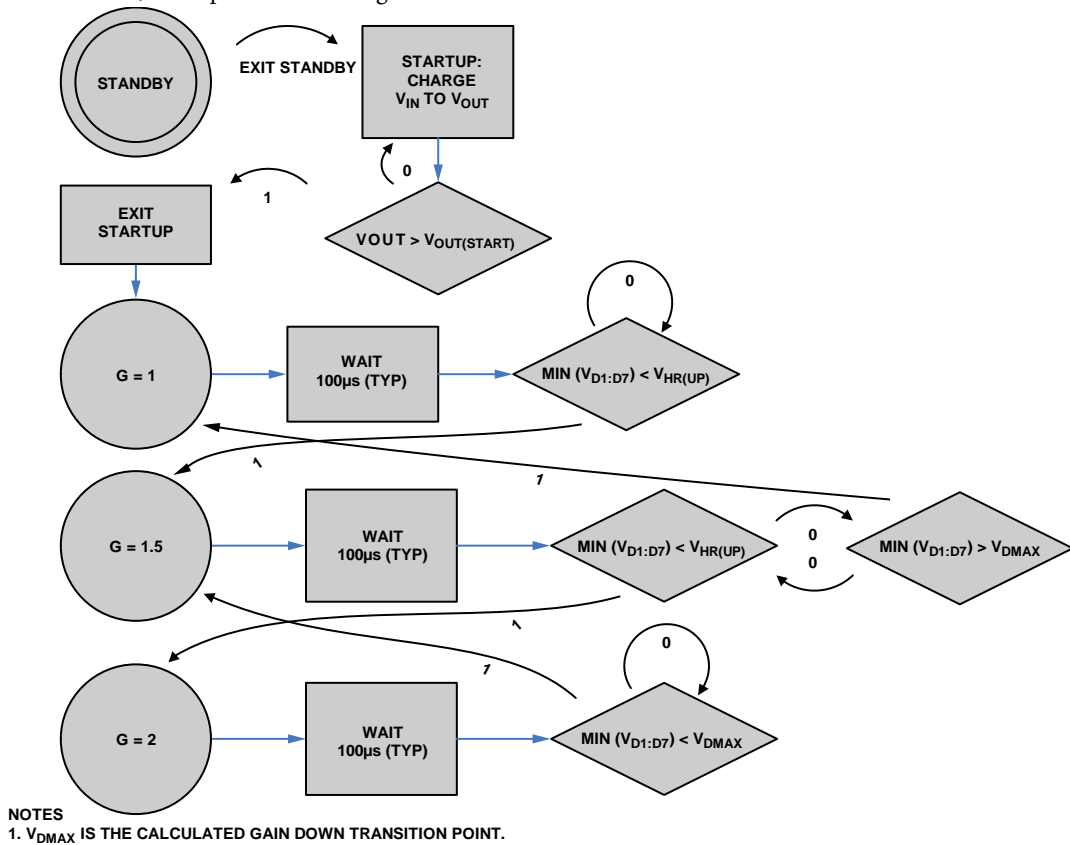 STANDBY
EXIT STANDBY
STARTUP:
CHARGE
VIN TO VOUT
0
1
EXIT
STARTUP
VOUT > VOUT(START)
0
G = 1
WAIT
100µs (TYP)
MIN (VD1:D7) < VHR(UP)
1
1
G = 1.5
WAIT
100µs (TYP)
MIN (VD1:D7) < VHR(UP)
0
0
MIN (VD1:D7) > VDMAX
1
1
0
G = 2
WAIT
100µs (TYP)
MIN (VD1:D7) < VDMAX
NOTES
1. VDMAX IS THE CALCULATED GAIN DOWN TRANSITION POINT.